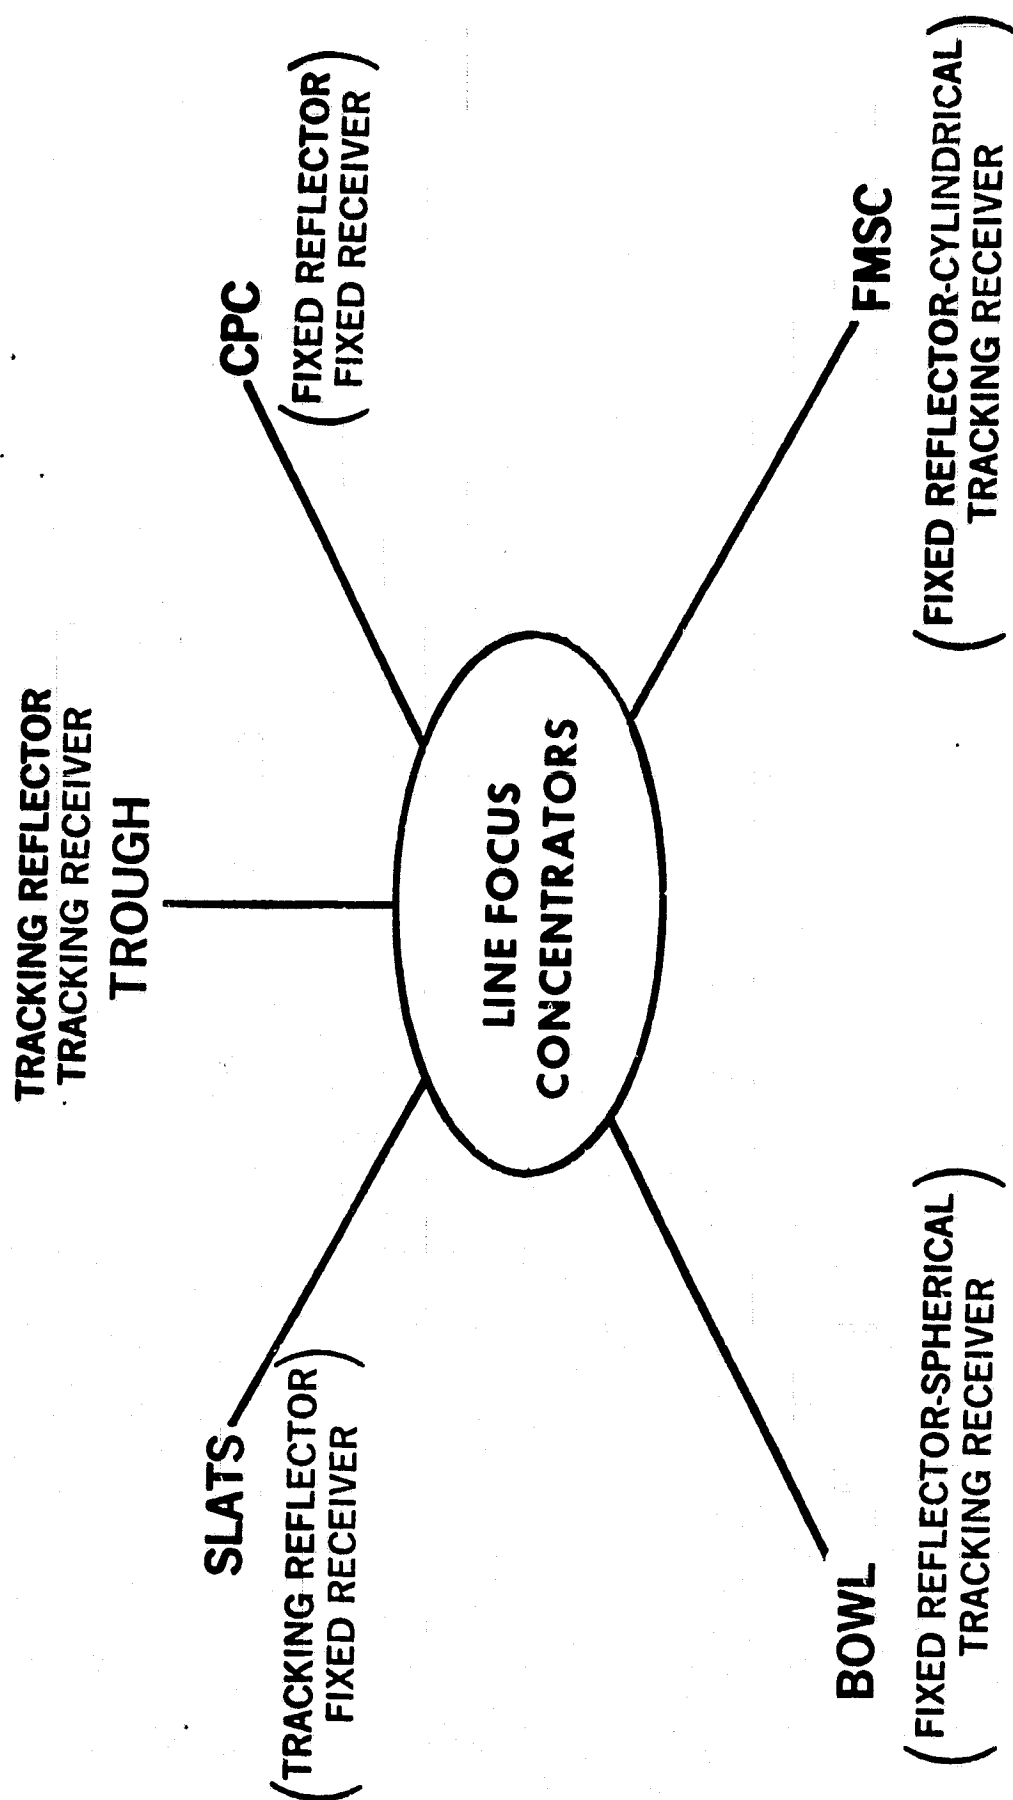 TRACKING REFLECTOR
TRACKING RECEIVER
TROUGH
SLATS
(TRACKING REFLECTOR
FIXED RECEIVER)
CPC
(FIXED REFLECTOR
FIXED RECEIVER)
LINE FOCUS
CONCENTRATORS
BOWL
(FIXED REFLECTOR-SPHERICAL
TRACKING RECEIVER)
FMSC
(FIXED REFLECTOR-CYLINDRICAL
TRACKING RECEIVER)